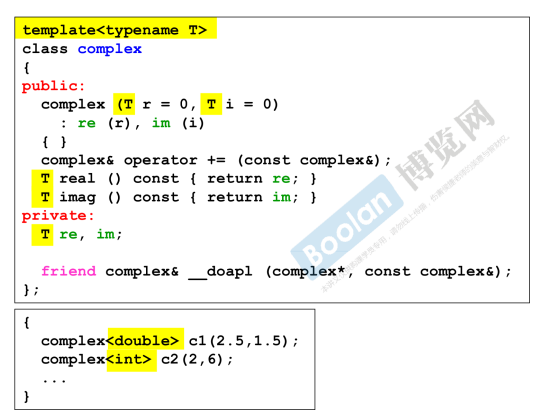 template<typename T>
class complex
{
public:
  complex (T r = 0, T i = 0)
    : re (r), im (i)
  { }
  complex& operator += (const complex&);
  T real () const { return re; }
  T imag () const { return im; }
private:
  T re, im;
  friend complex& __doapl (complex*, const complex&);
};
Boolan 博览网
{
  complex<double> c1(2.5,1.5);
  complex<int> c2(2,6);
  ...
}